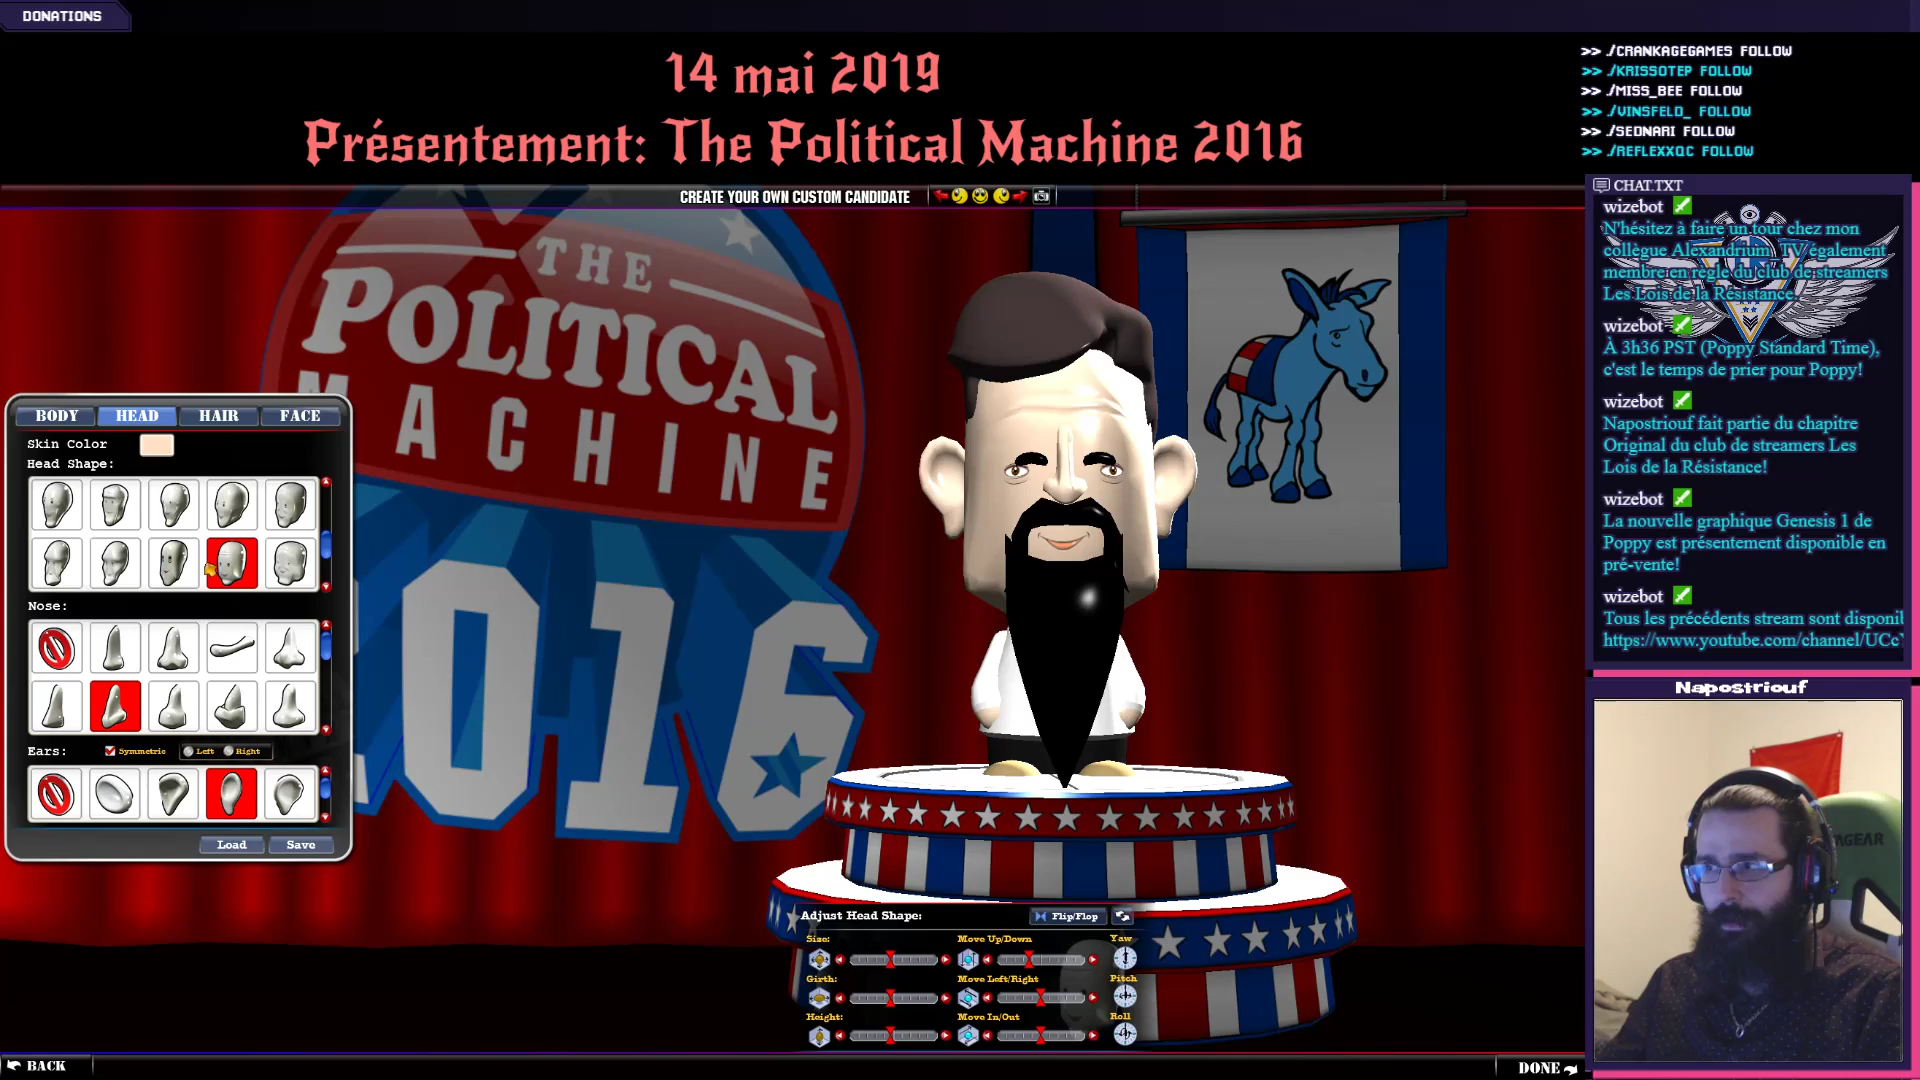 DONATIONS
14 mai 2019
Présentement: The Political Machine 2016
>> ./CRANKAGEGAMES FOLLOW
>> ./KRISSOTEP FOLLOW
>> ./MISS_BEE FOLLOW
>> ./VINSFELD_ FOLLOW
>> ./SEDNARI FOLLOW
>> ./REFLEXXQC FOLLOW
CREATE YOUR OWN CUSTOM CANDIDATE
THE
POLITICAL
MACHINE
2016
BODY HEAD HAIR FACE
Skin Color
Head Shape:
Nose:
Ears: Symmetric Left Right
Load Save
Adjust Head Shape: Flip/Flop
Size: Move Up/Down Yaw
Girth: Move Left/Right Pitch
Height: Move In/Out Roll
BACK
DONE
CHAT.TXT
wizebot
N'hésitez à faire un tour chez mon
collègue Alexandrium_TV également
membre en règle du club de streamers
Les Lois de la Résistance.
wizebot
À 3h36 PST (Poppy Standard Time),
c'est le temps de prier pour Poppy!
wizebot
Napostriouf fait partie du chapitre
Original du club de streamers Les
Lois de la Résistance!
wizebot
La nouvelle graphique Genesis 1 de
Poppy est présentement disponible en
pré-vente!
wizebot
Tous les précédents stream sont disponib
https://www.youtube.com/channel/UCc
Napostriouf